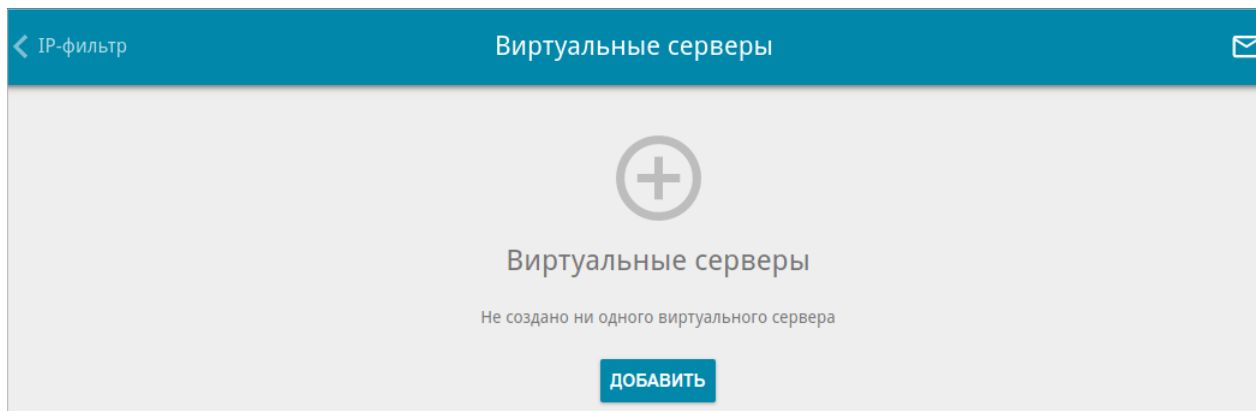 IP-фильтр
Виртуальные серверы
Виртуальные серверы
Не создано ни одного виртуального сервера
ДОБАВИТЬ